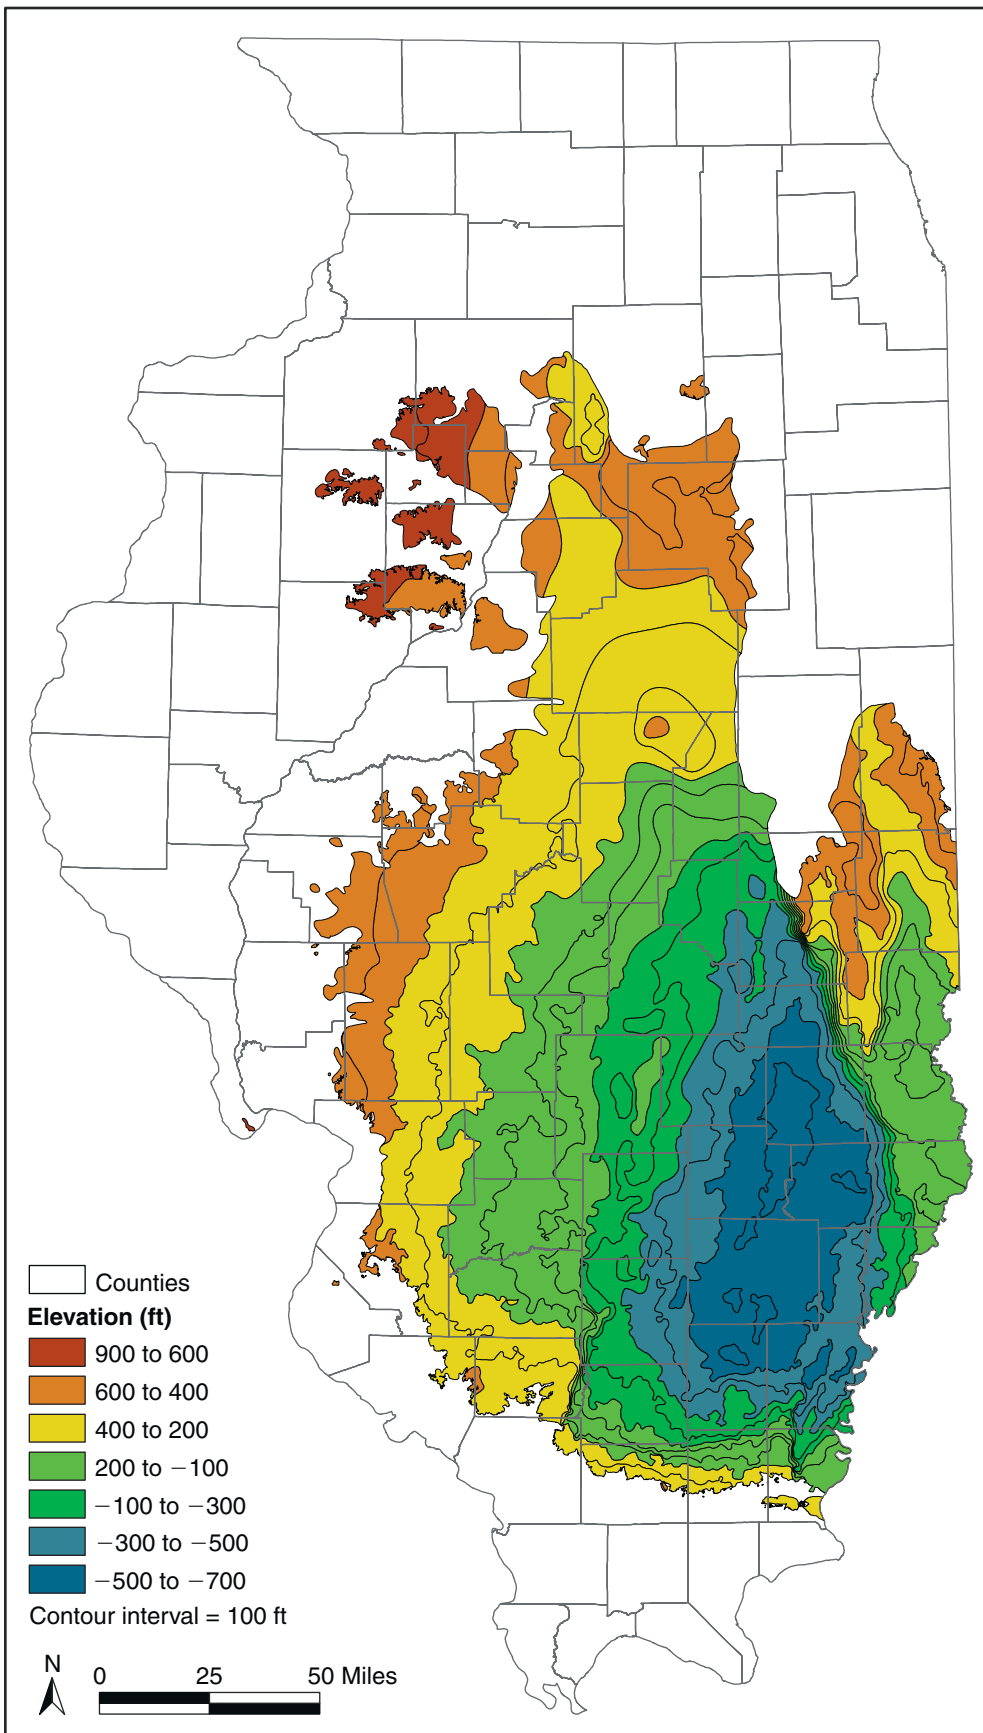 Counties
Elevation (ft)
900 to 600
600 to 400
400 to 200
200 to −100
−100 to −300
−300 to −500
−500 to −700
Contour interval = 100 ft
N
0 25 50 Miles